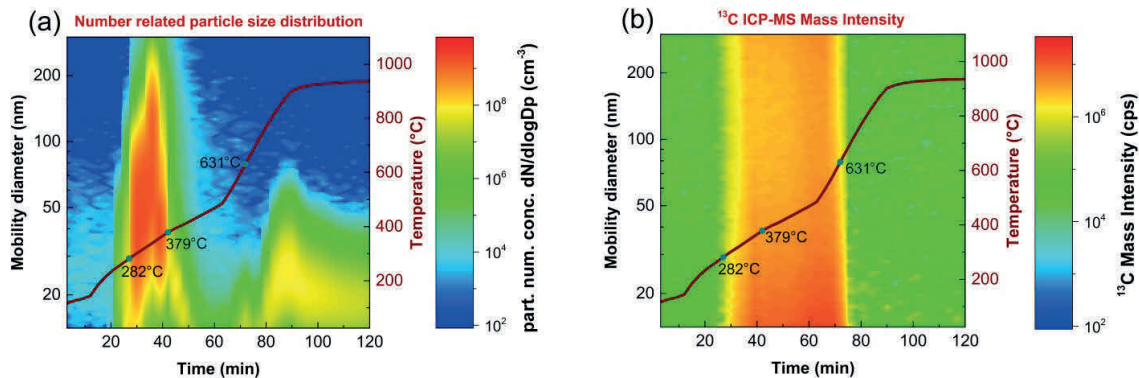 (a)
Number related particle size distribution
Mobility diameter (nm)
200
100
50
20
282°C
379°C
631°C
20 40 60 80 100 120
Time (min)
1000
800
600
400
200
Temperature (°C)
10⁸
10⁶
10⁴
10²
part. num. conc. dN/dlogDp (cm⁻³)
(b)
¹³C ICP-MS Mass Intensity
Mobility diameter (nm)
200
100
50
20
282°C
379°C
631°C
20 40 60 80 100 120
Time (min)
1000
800
600
400
200
Temperature (°C)
10⁶
10⁴
10²
¹³C Mass Intensity (cps)